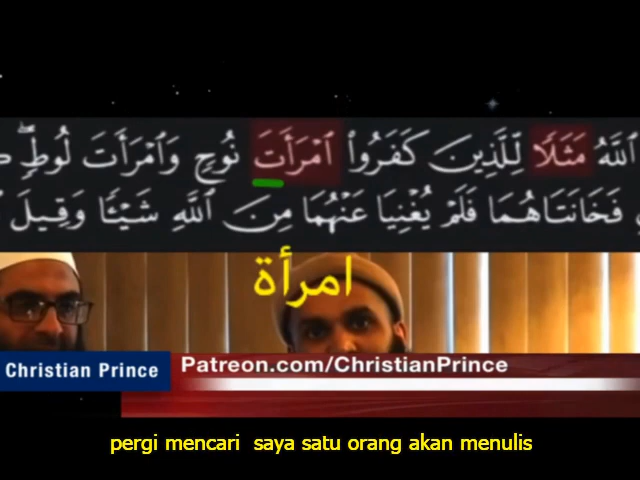 ٱللَّهُ مَثَلًا لِّلَّذِينَ كَفَرُوا۟ ٱمْرَأَتَ نُوحٍ وَٱمْرَأَتَ لُوطٍۖ
فَخَانَتَاهُمَا فَلَمْ يُغْنِيَا عَنْهُمَا مِنَ ٱللَّهِ شَيْـًٔا وَقِيلَ
امرأة
Christian Prince
Patreon.com/ChristianPrince
pergi mencari saya satu orang akan menulis